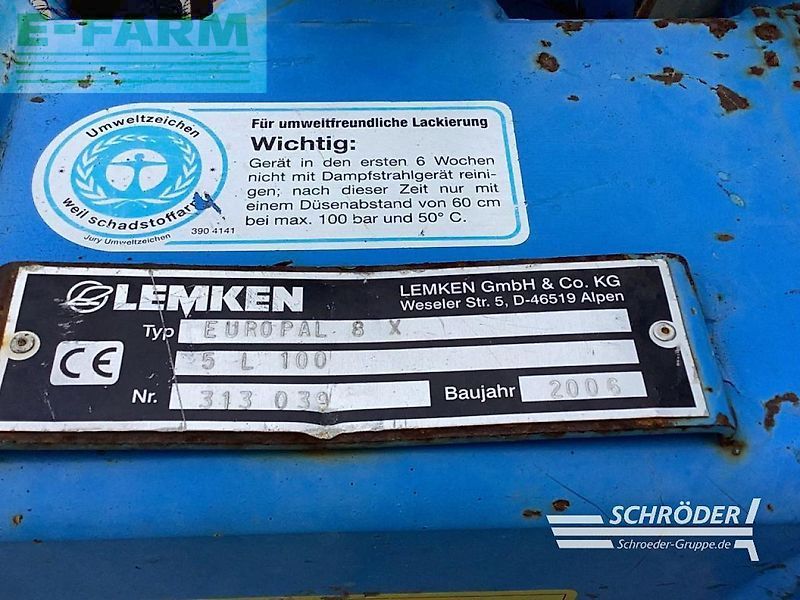 E-FARM
Umweltzeichen
weil schadstoffarm
Jury Umweltzeichen
390 4141
Für umweltfreundliche Lackierung
Wichtig:
Gerät in den ersten 6 Wochen
nicht mit Dampfstrahlgerät reini-
gen; nach dieser Zeit nur mit
einem Düsenabstand von 60 cm
bei max. 100 bar und 50° C.
LEMKEN
LEMKEN GmbH & Co. KG
Weseler Str. 5, D-46519 Alpen
Typ EUROPAL 8 X
CE
5 L 100
Nr. 313 039
Baujahr 2006
SCHRÖDER
Schroeder-Gruppe.de